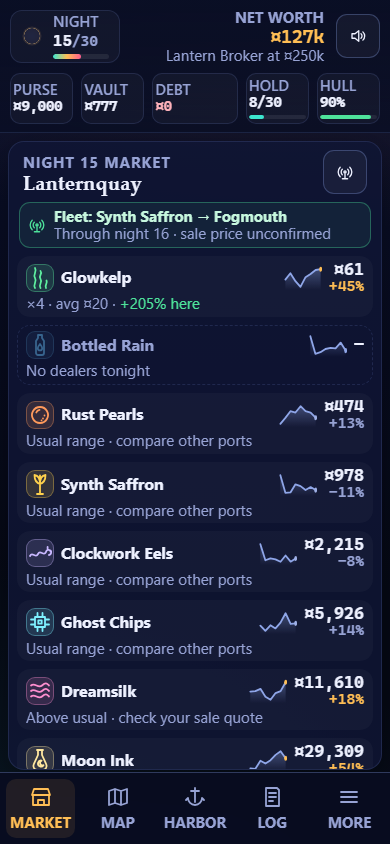 NIGHT
15/30
NET WORTH
¤127k
Lantern Broker at ¤250k
PURSE
¤9,000
VAULT
¤777
DEBT
¤0
HOLD
8/30
HULL
90%
NIGHT 15 MARKET
Lanternquay
Fleet: Synth Saffron → Fogmouth
Through night 16 · sale price unconfirmed
Glowkelp
¤61
+45%
×4 · avg ¤20 · +205% here
Bottled Rain
—
No dealers tonight
Rust Pearls
¤474
+13%
Usual range · compare other ports
Synth Saffron
¤978
−11%
Usual range · compare other ports
Clockwork Eels
¤2,215
−8%
Usual range · compare other ports
Ghost Chips
¤5,926
+14%
Usual range · compare other ports
Dreamsilk
¤11,610
+18%
Above usual · check your sale quote
Moon Ink
¤29,309
+54%
MARKET
MAP
HARBOR
LOG
MORE